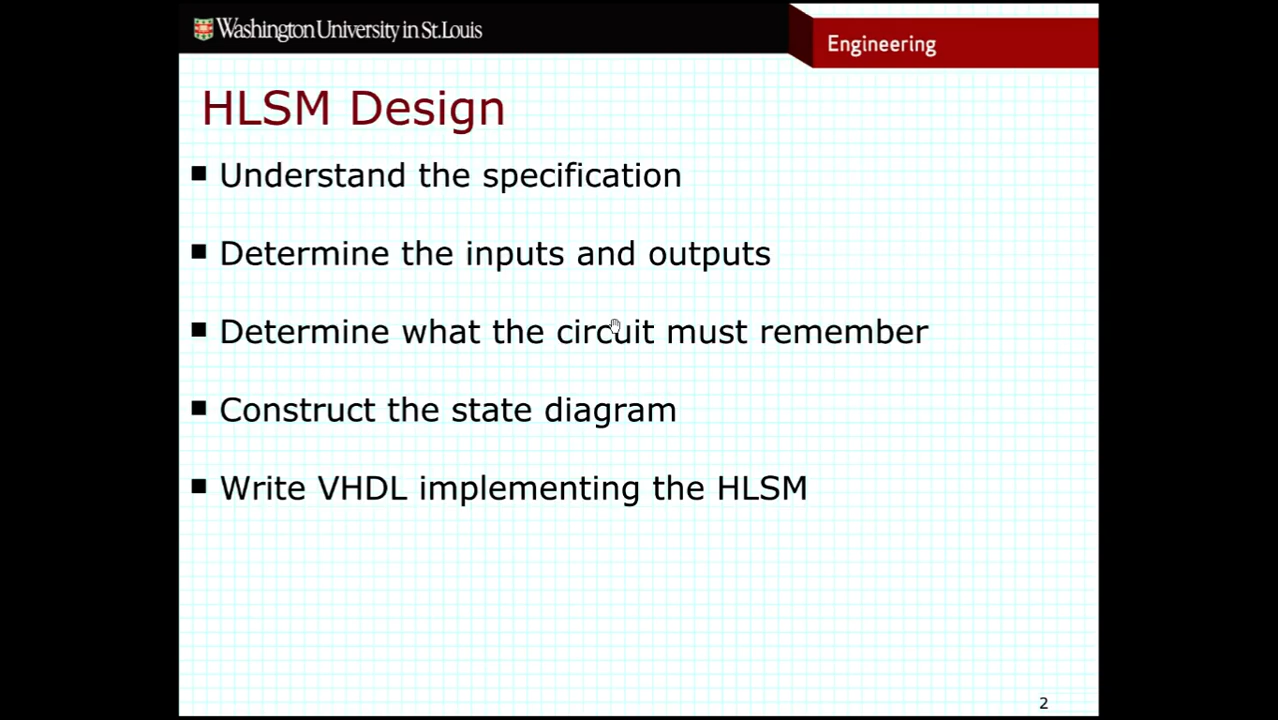 Washington University in St.Louis
Engineering
HLSM Design
Understand the specification
Determine the inputs and outputs
Determine what the circuit must remember
Construct the state diagram
Write VHDL implementing the HLSM
2